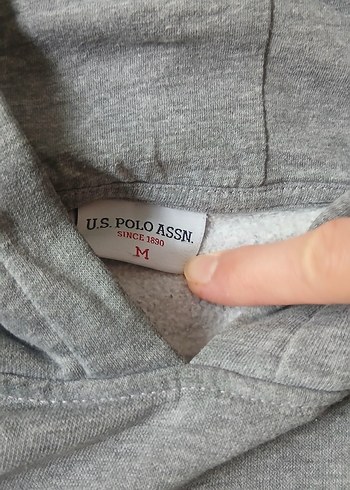 U.S. POLO ASSN.
SINCE 1890
M